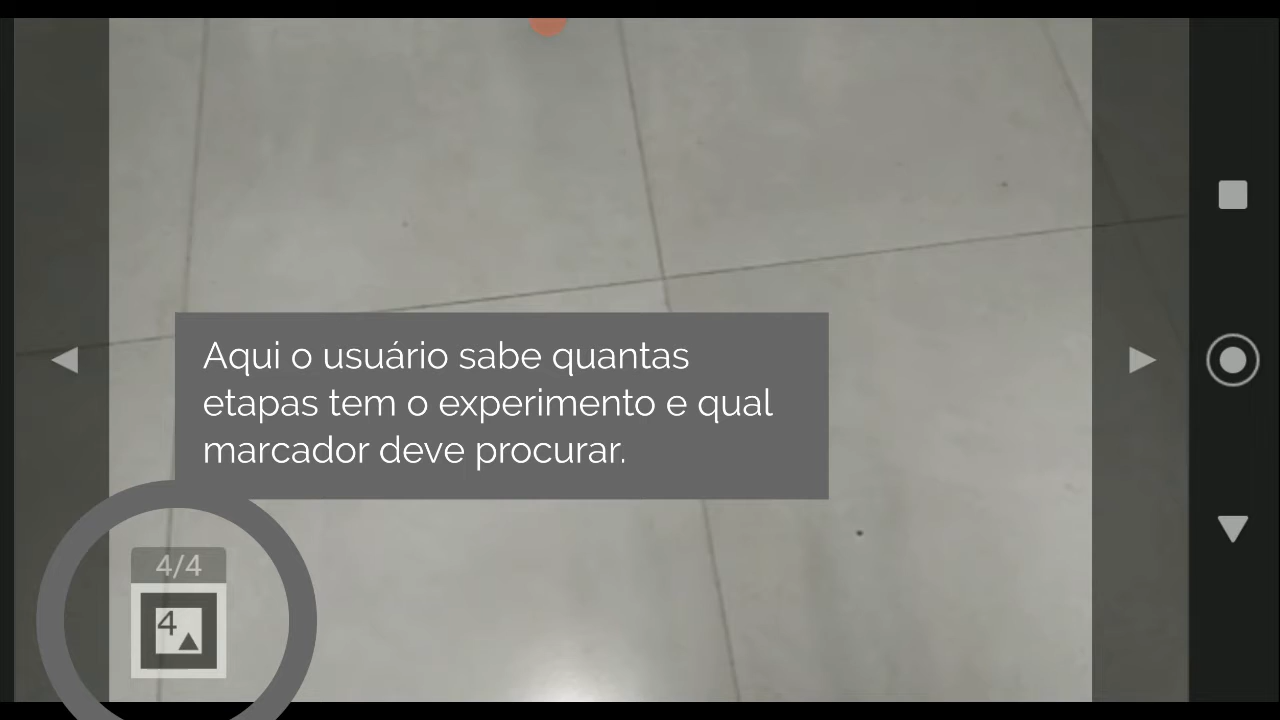 Aqui o usuário sabe quantas
etapas tem o experimento e qual
marcador deve procurar.
4/4
4